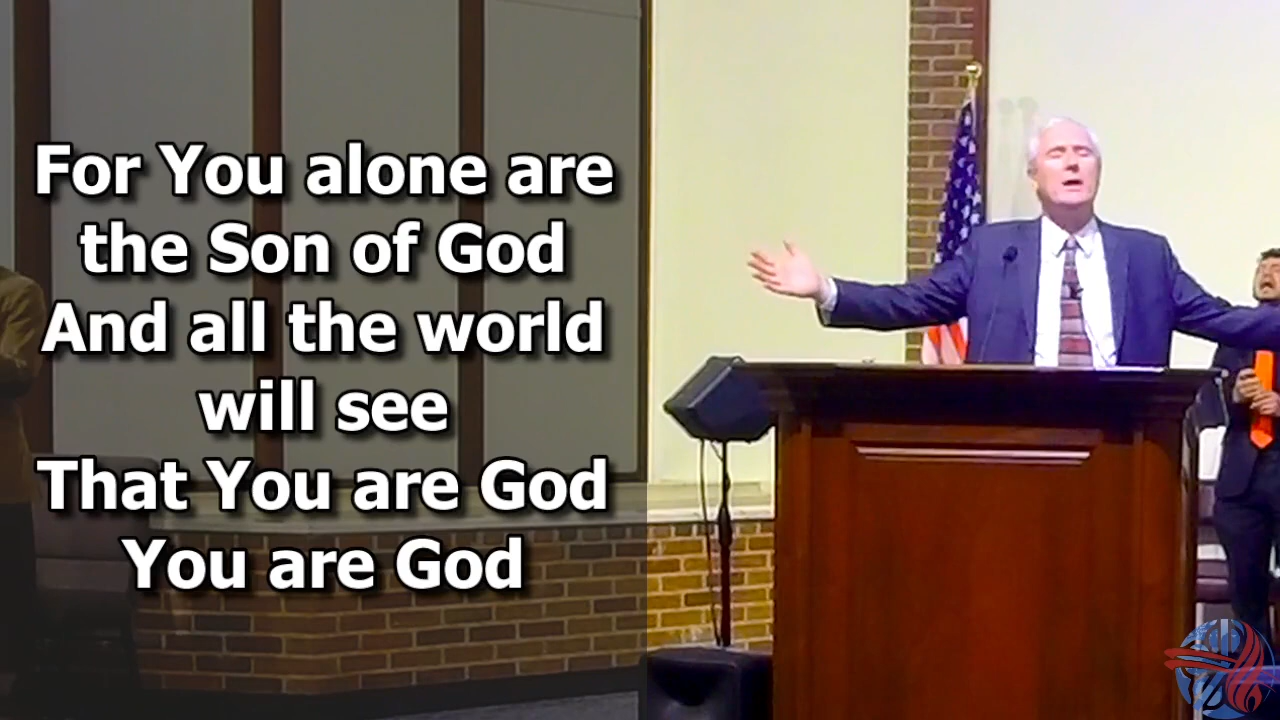 For You alone are
the Son of God
And all the world
will see
That You are God
You are God